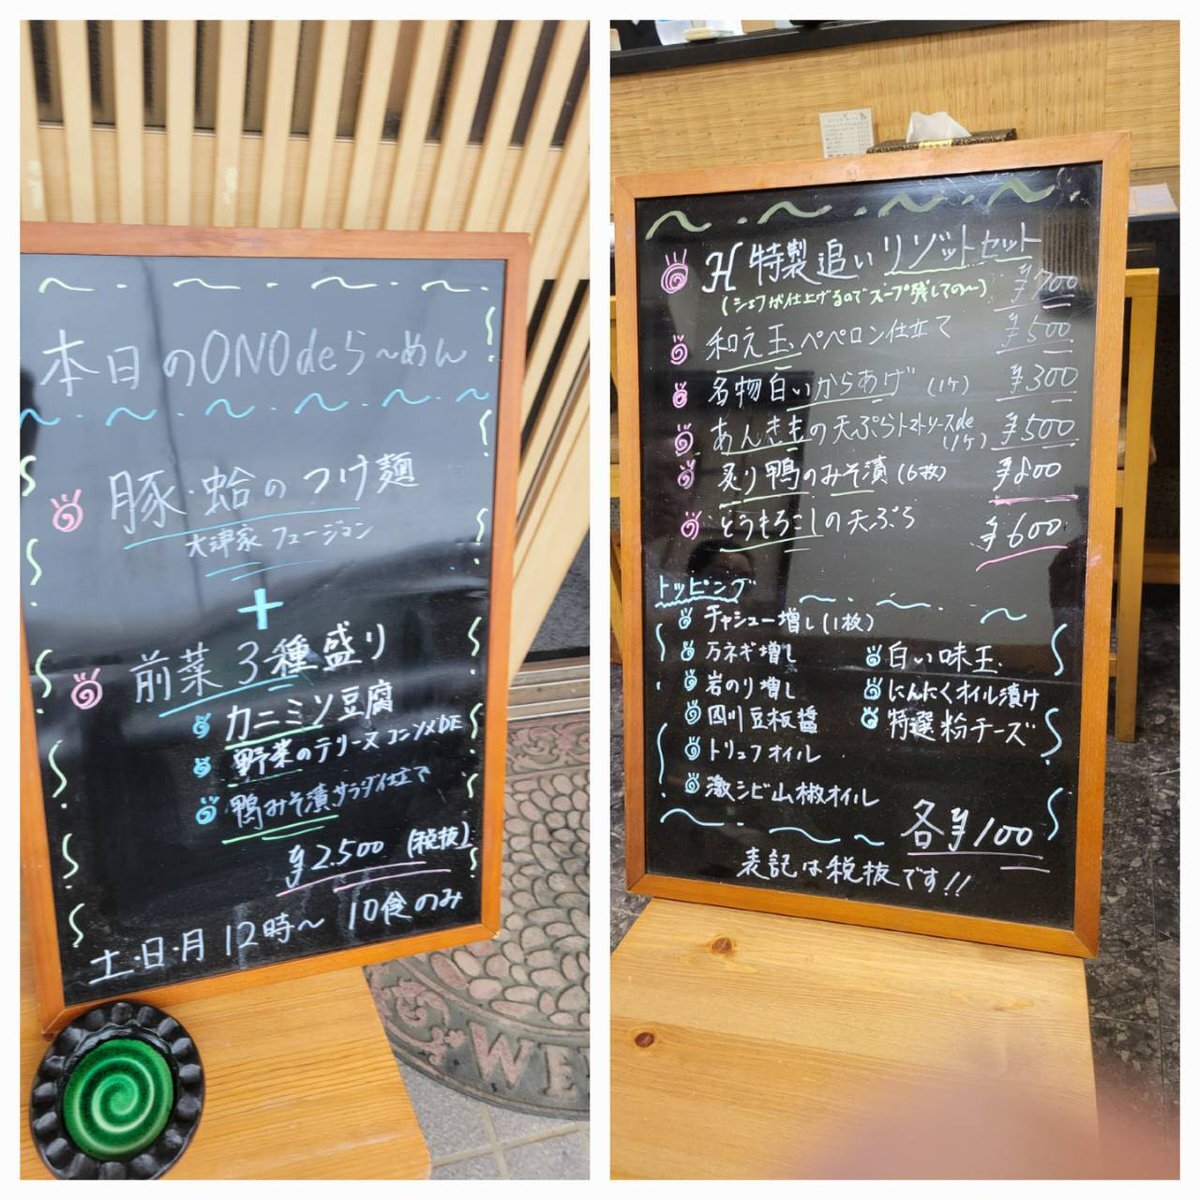 本日のONOdeら～めん
豚・蛤のつけ麺
大津家フュージョン
+
前菜3種盛り
カニミソ豆腐
野菜のテリーヌコンソメDE
鴨みそ漬サラダ仕立て
¥2.500 (税抜)
土・日・月 12時～ 10食のみ
H特製追いリゾットセット
¥700
(シェフが仕上げるのでスープ残しての～)
和え玉ペペロン仕立て ¥500
名物白いからあげ (1ケ) ¥300
あんき玉の天ぷらトマトソースde (1ケ) ¥500
炙り鴨のみそ漬(6枚) ¥800
とうもろこしの天ぷら ¥600
トッピング
チャシュー増し(1枚)
万ネギ増し
岩のり増し
四川豆板醤
トリュフオイル
激シビ山椒オイル
白い味玉
にんにくオイル漬け
特選粉チーズ
各¥100
表記は税抜です!!
WE